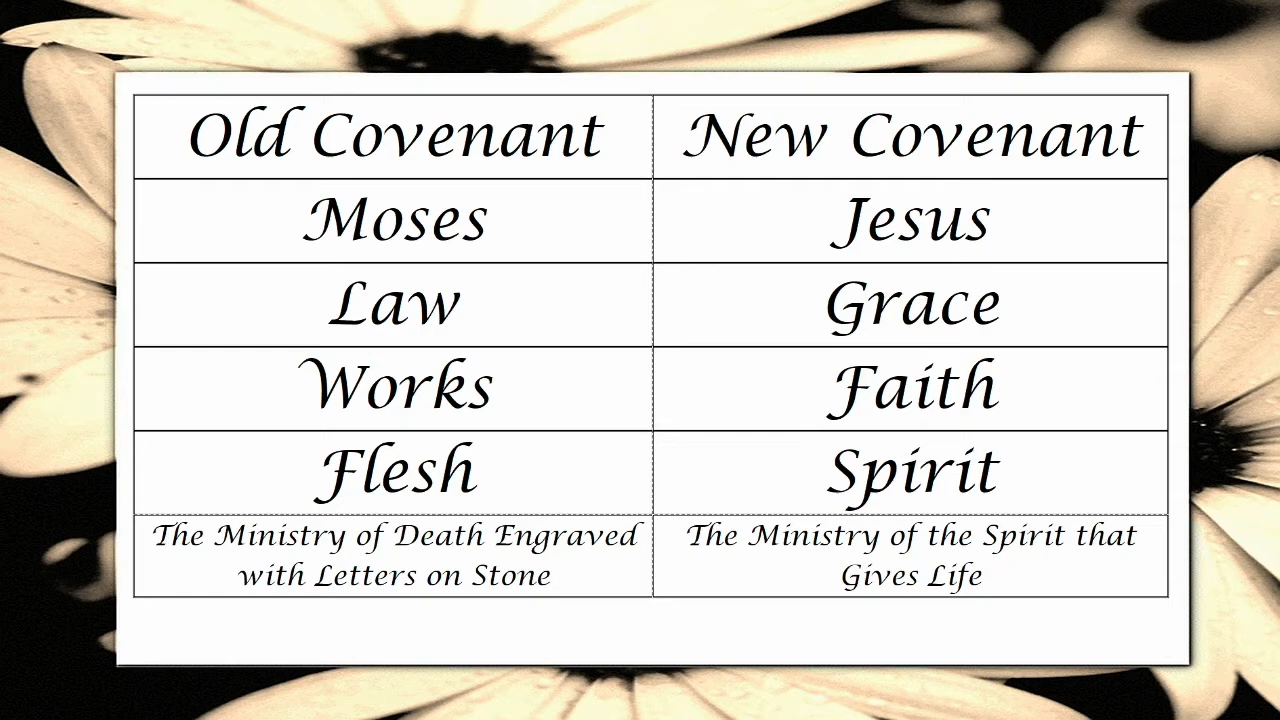 Old Covenant
New Covenant
Moses
Jesus
Law
Grace
Works
Faith
Flesh
Spirit
The Ministry of Death Engraved
with Letters on Stone
The Ministry of the Spirit that
Gives Life